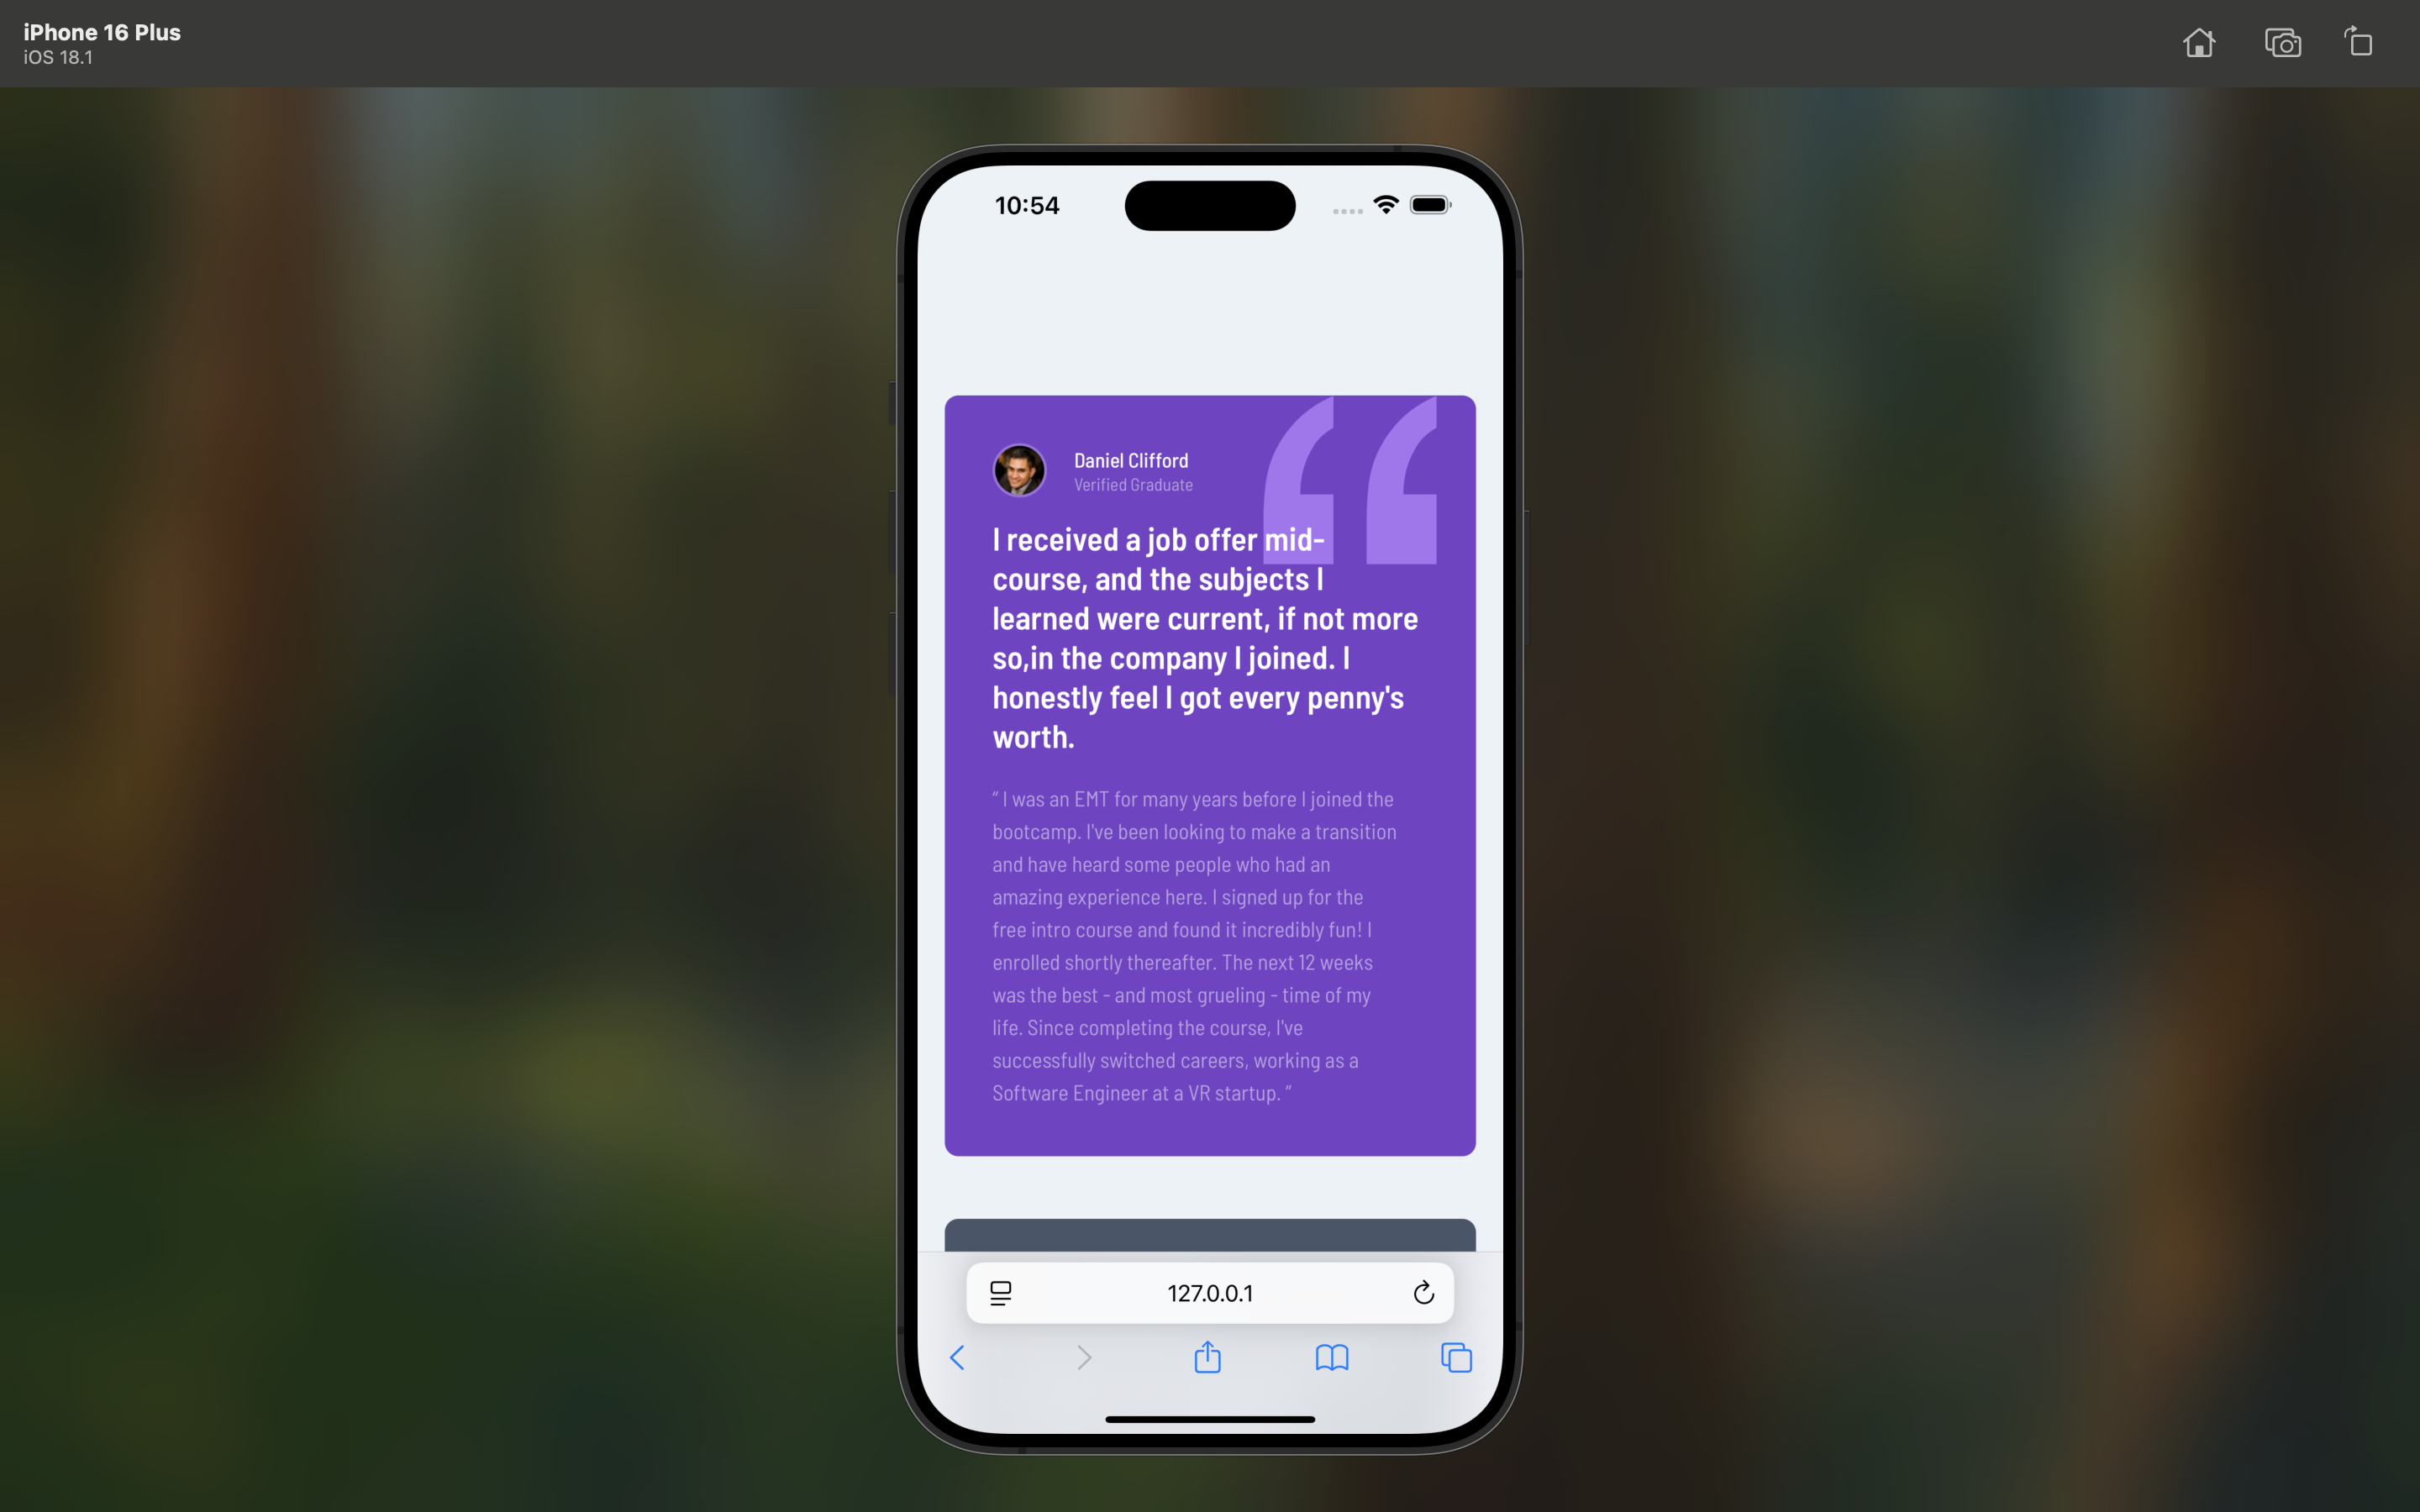 iPhone 16 Plus
iOS 18.1
10:54
Daniel Clifford
Verified Graduate
I received a job offer mid-
course, and the subjects I
learned were current, if not more
so,in the company I joined. I
honestly feel I got every penny's
worth.
“ I was an EMT for many years before I joined the
bootcamp. I've been looking to make a transition
and have heard some people who had an
amazing experience here. I signed up for the
free intro course and found it incredibly fun! I
enrolled shortly thereafter. The next 12 weeks
was the best - and most grueling - time of my
life. Since completing the course, I've
successfully switched careers, working as a
Software Engineer at a VR startup. “
127.0.0.1